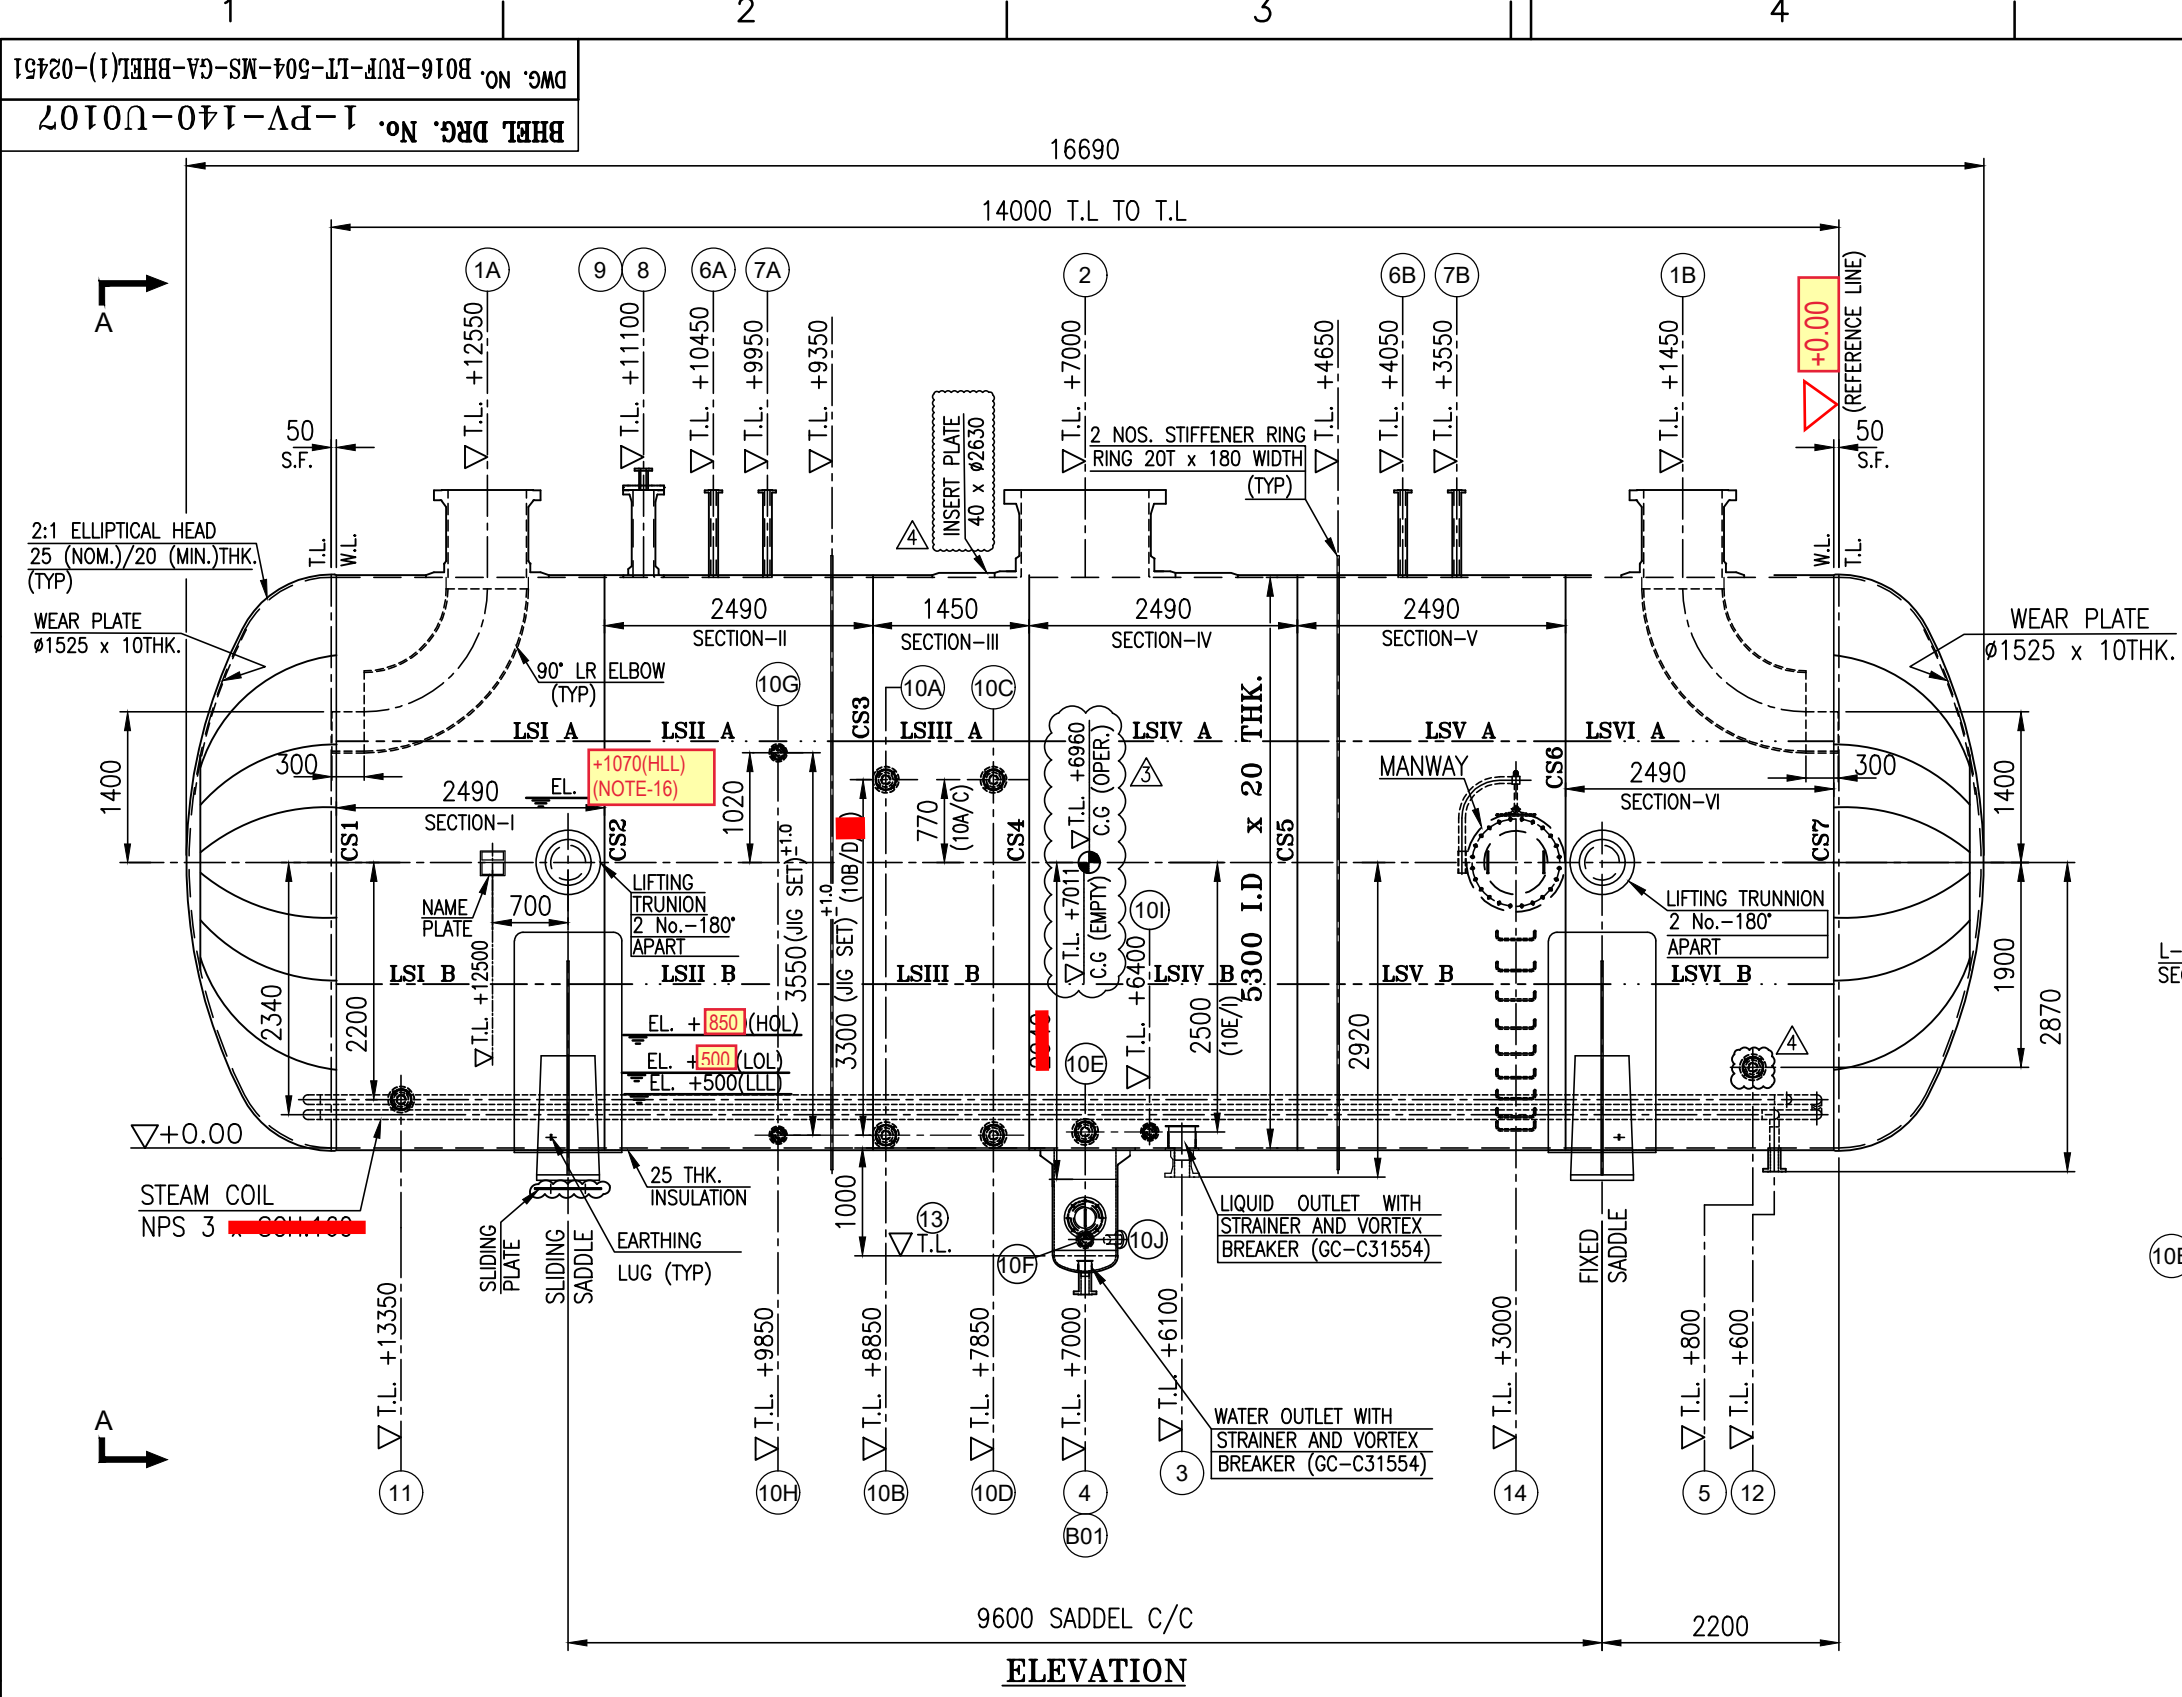 1
2
3
4
DWG. NO. B016-RUF-LT-504-MS-GA-BHEL(1)-02451
BHEL DRG. No. 1-PV-140-U0107
16690
14000 T.L TO T.L
1A
9
8
6A
7A
2
6B
7B
1B
A
▽ T.L. +12550
▽ T.L. +11100
▽ T.L. +10450
▽ T.L. +9950
▽ T.L. +9350
▽ T.L. +7000
▽ T.L. +4650
▽ T.L. +4050
▽ T.L. +3550
▽ T.L. +1450
+0.00
(REFERENCE LINE)
50
S.F.
50
S.F.
INSERT PLATE
40 x ø2630
4
2 NOS. STIFFENER RING
RING 20T x 180 WIDTH
(TYP)
2:1 ELLIPTICAL HEAD
25 (NOM.)/20 (MIN.)THK.
(TYP)
T.L.
W.L.
W.L.
T.L.
WEAR PLATE
ø1525 x 10THK.
WEAR PLATE
ø1525 x 10THK.
2490
SECTION-II
1450
SECTION-III
2490
SECTION-IV
2490
SECTION-V
90° LR ELBOW
(TYP)
10G
10A
10C
CS3
LSI A
LSII A
LSIII A
LSIV A
LSV A
LSVI A
5300 I.D x 20 THK.
1400
300
+1070(HLL)
(NOTE-16)
EL.
2490
SECTION-I
1020
770
(10A/C)
▽T.L. +6960
C.G (OPER.)
3
MANWAY
CS6
2490
SECTION-VI
300
1400
CS1
CS2
CS4
CS5
CS7
3550(JIG SET)±1.0
3300 (JIG SET) (10B/D
±1.0
NAME
PLATE
700
LIFTING
TRUNION
2 No.-180°
APART
▽T.L. +7011
C.G (EMPTY)
10I
LIFTING TRUNNION
2 No.-180°
APART
L-
SE
LSI B
LSII B
LSIII B
LSIV B
LSV B
LSVI B
2340
2200
▽T.L. +12500
▽T.L. +6400
2500
(10E/I)
2920
1900
2870
EL. + 850 (HOL)
EL. +500 (LOL)
EL. +500(LLL)
10E
4
▽+0.00
STEAM COIL
NPS 3
25 THK.
INSULATION
1000
13
▽ T.L.
10F
10J
LIQUID OUTLET WITH
STRAINER AND VORTEX
BREAKER (GC-C31554)
SLIDING
PLATE
SLIDING
SADDLE
EARTHING
LUG (TYP)
FIXED
SADDLE
▽ T.L. +13350
▽ T.L. +9850
▽ T.L. +8850
▽ T.L. +7850
▽ T.L. +7000
▽ T.L. +6100
▽ T.L. +3000
▽ T.L. +800
▽ T.L. +600
A
WATER OUTLET WITH
STRAINER AND VORTEX
BREAKER (GC-C31554)
11
10H
10B
10D
4
B01
3
14
5
12
9600 SADDEL C/C
2200
ELEVATION